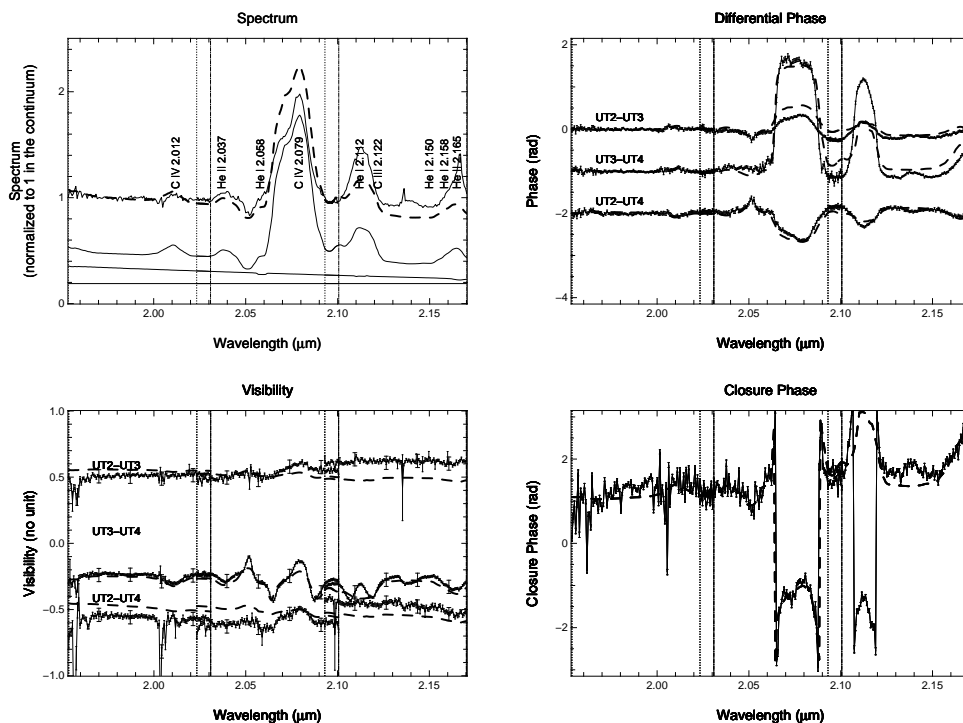 Spectrum
Spectrum
(normalized to 1 in the continuum)
2
1
0
C IV 2.012
He II 2.037
He I 2.058
C IV 2.079
He I 2.112
C III 2.122
He I 2.150
He I 2.158
He II 2.165
2.00
2.05
2.10
2.15
Wavelength (μm)
Differential Phase
Phase (rad)
2
0
−2
−4
UT2−UT3
UT3−UT4
UT2−UT4
2.00
2.05
2.10
2.15
Wavelength (μm)
Visibility
Visibility (no unit)
1.0
0.5
0.0
−0.5
−1.0
UT2−UT3
UT3−UT4
UT2−UT4
2.00
2.05
2.10
2.15
Wavelength (μm)
Closure Phase
Closure Phase (rad)
2
0
−2
2.00
2.05
2.10
2.15
Wavelength (μm)